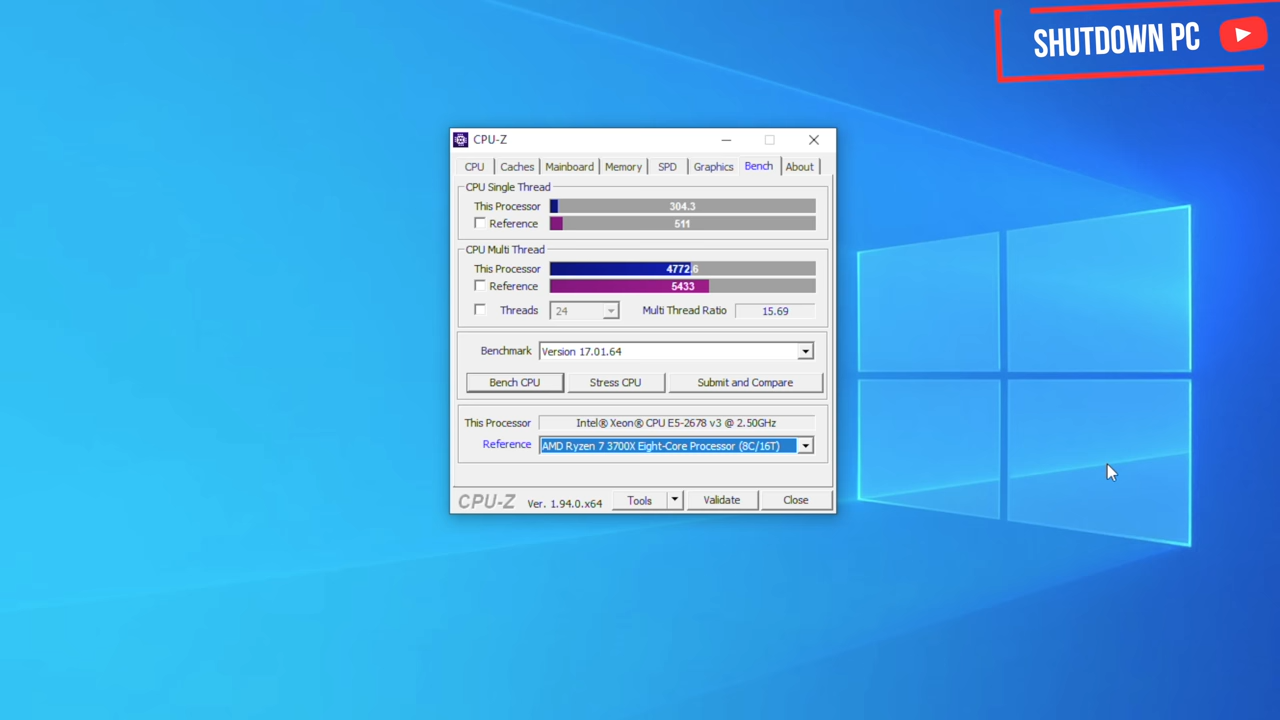 SHUTDOWN PC
CPU-Z
CPU Caches Mainboard Memory SPD Graphics Bench About
CPU Single Thread
This Processor 304.3
Reference 511
CPU Multi Thread
This Processor 4772.6
Reference 5433
Threads 24 Multi Thread Ratio 15.69
Benchmark Version 17.01.64
Bench CPU Stress CPU Submit and Compare
This Processor Intel® Xeon® CPU E5-2678 v3 @ 2.50GHz
Reference AMD Ryzen 7 3700X Eight-Core Processor (8C/16T)
CPU-Z Ver. 1.94.0.x64 Tools Validate Close